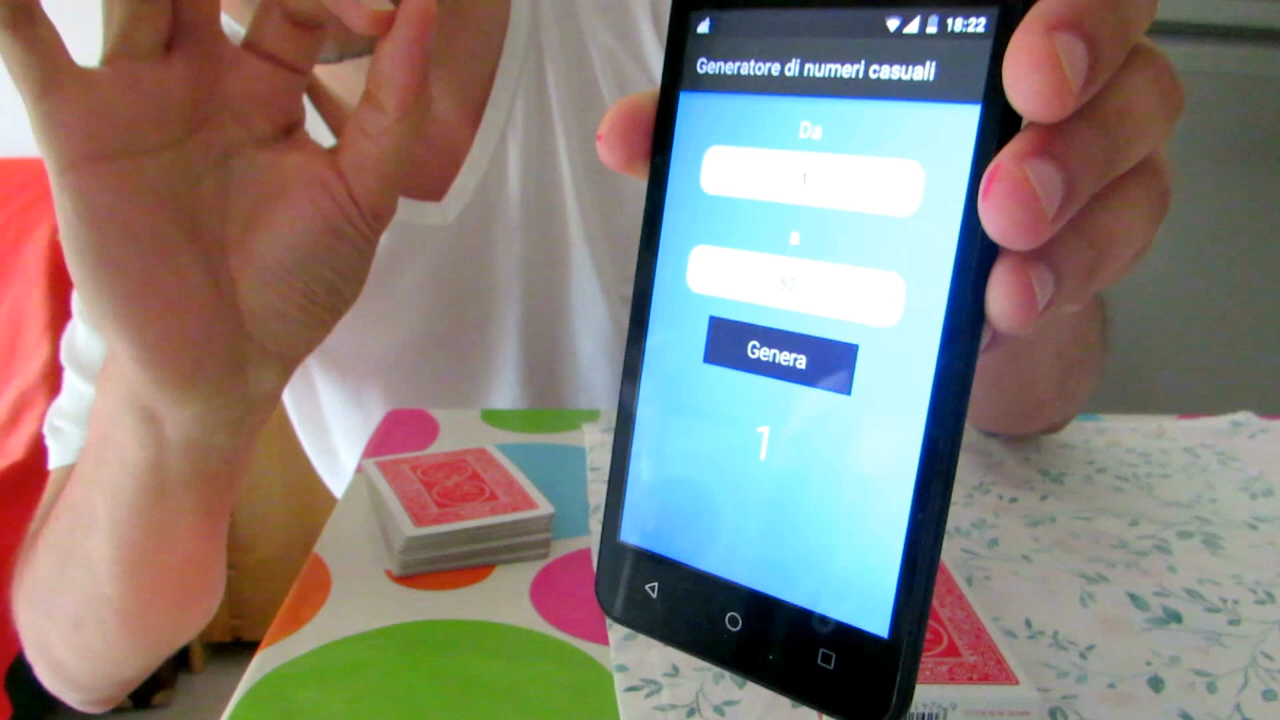 18:22
Generatore di numeri casuali
Da
1
a
52
Genera
1